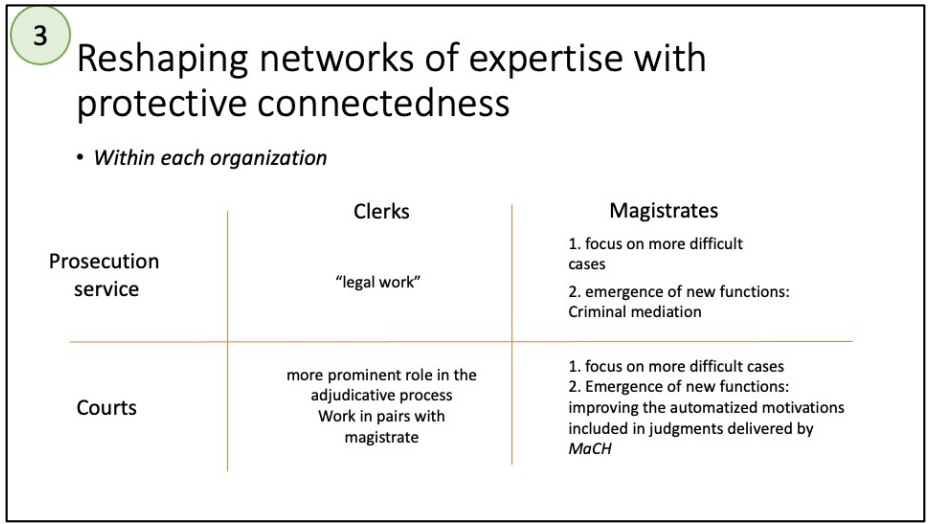 3
Reshaping networks of expertise with
protective connectedness
• Within each organization
Clerks
Magistrates
Prosecution
service
“legal work”
1. focus on more difficult
cases
2. emergence of new functions:
Criminal mediation
Courts
more prominent role in the
adjudicative process
Work in pairs with
magistrate
1. focus on more difficult cases
2. Emergence of new functions:
improving the automatized motivations
included in judgments delivered by
MaCH